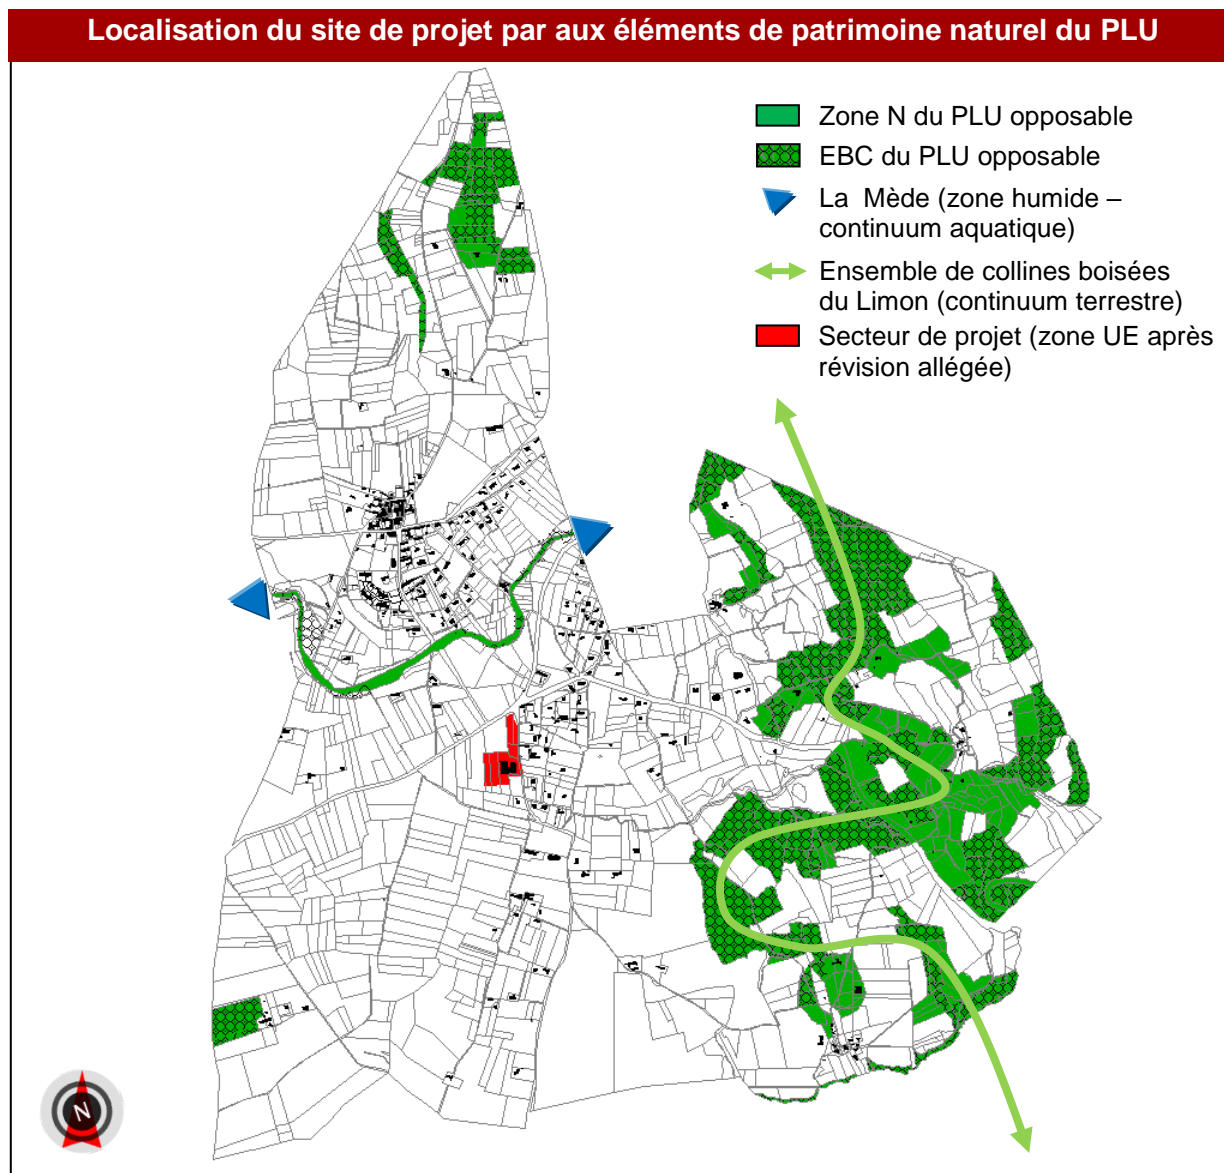 Localisation du site de projet par aux éléments de patrimoine naturel du PLU
Zone N du PLU opposable
EBC du PLU opposable
La Mède (zone humide –
continuum aquatique)
Ensemble de collines boisées
du Limon (continuum terrestre)
Secteur de projet (zone UE après
révision allégée)
N